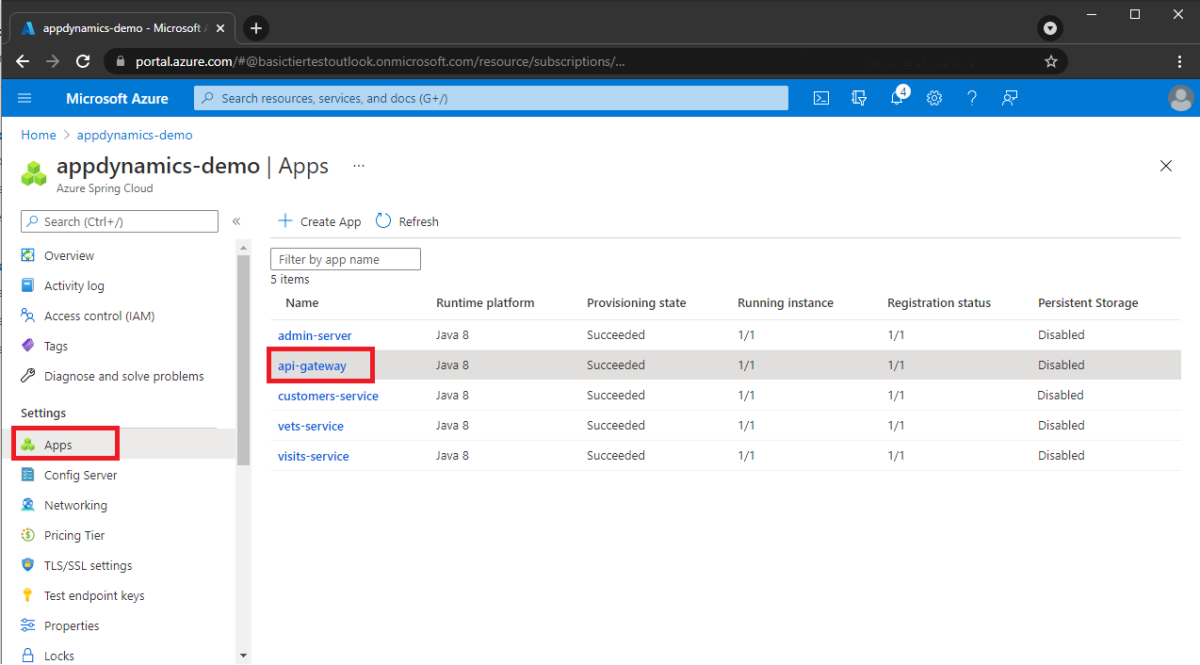 appdynamics-demo - Microsoft A
portal.azure.com/#@basictiertestoutlook.onmicrosoft.com/resource/subscriptions/...
Microsoft Azure
Search resources, services, and docs (G+/)
4
Home > appdynamics-demo
appdynamics-demo | Apps ...
Azure Spring Cloud
Search (Ctrl+/)
Overview
Activity log
Access control (IAM)
Tags
Diagnose and solve problems
Settings
Apps
Config Server
Networking
Pricing Tier
TLS/SSL settings
Test endpoint keys
Properties
Locks
Create App Refresh
Filter by app name
5 items
Name Runtime platform Provisioning state Running instance Registration status Persistent Storage
admin-server Java 8 Succeeded 1/1 1/1 Disabled
api-gateway Java 8 Succeeded 1/1 1/1 Disabled
customers-service Java 8 Succeeded 1/1 1/1 Disabled
vets-service Java 8 Succeeded 1/1 1/1 Disabled
visits-service Java 8 Succeeded 1/1 1/1 Disabled